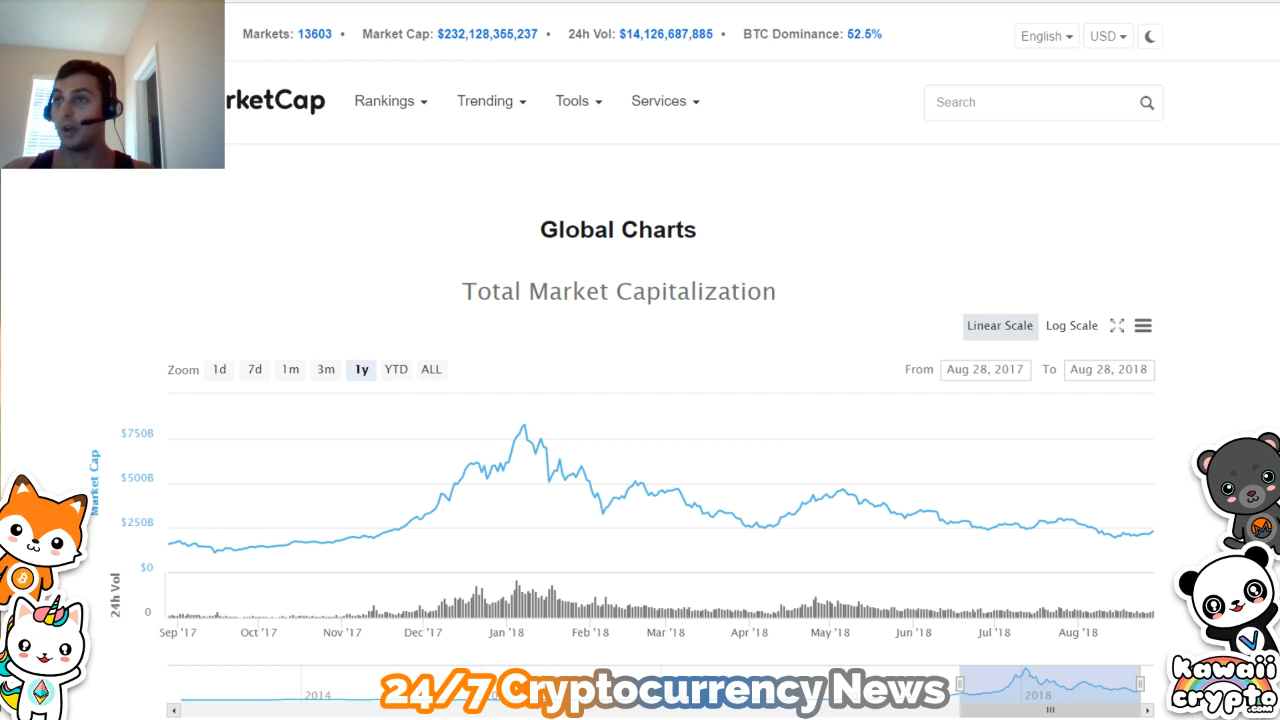 Markets: 13603 • Market Cap: $232,128,355,237 • 24h Vol: $14,126,687,885 • BTC Dominance: 52.5%
English USD
rketCap Rankings Trending Tools Services Search
Global Charts
Total Market Capitalization
Linear Scale Log Scale
Zoom 1d 7d 1m 3m 1y YTD ALL From Aug 28, 2017 To Aug 28, 2018
$750B
$500B
$250B
$0
Market Cap
24h Vol
0
Sep '17 Oct '17 Nov '17 Dec '17 Jan '18 Feb '18 Mar '18 Apr '18 May '18 Jun '18 Jul '18 Aug '18
2014 2018
24/7 Cryptocurrency News
kawaii
crypto
.com